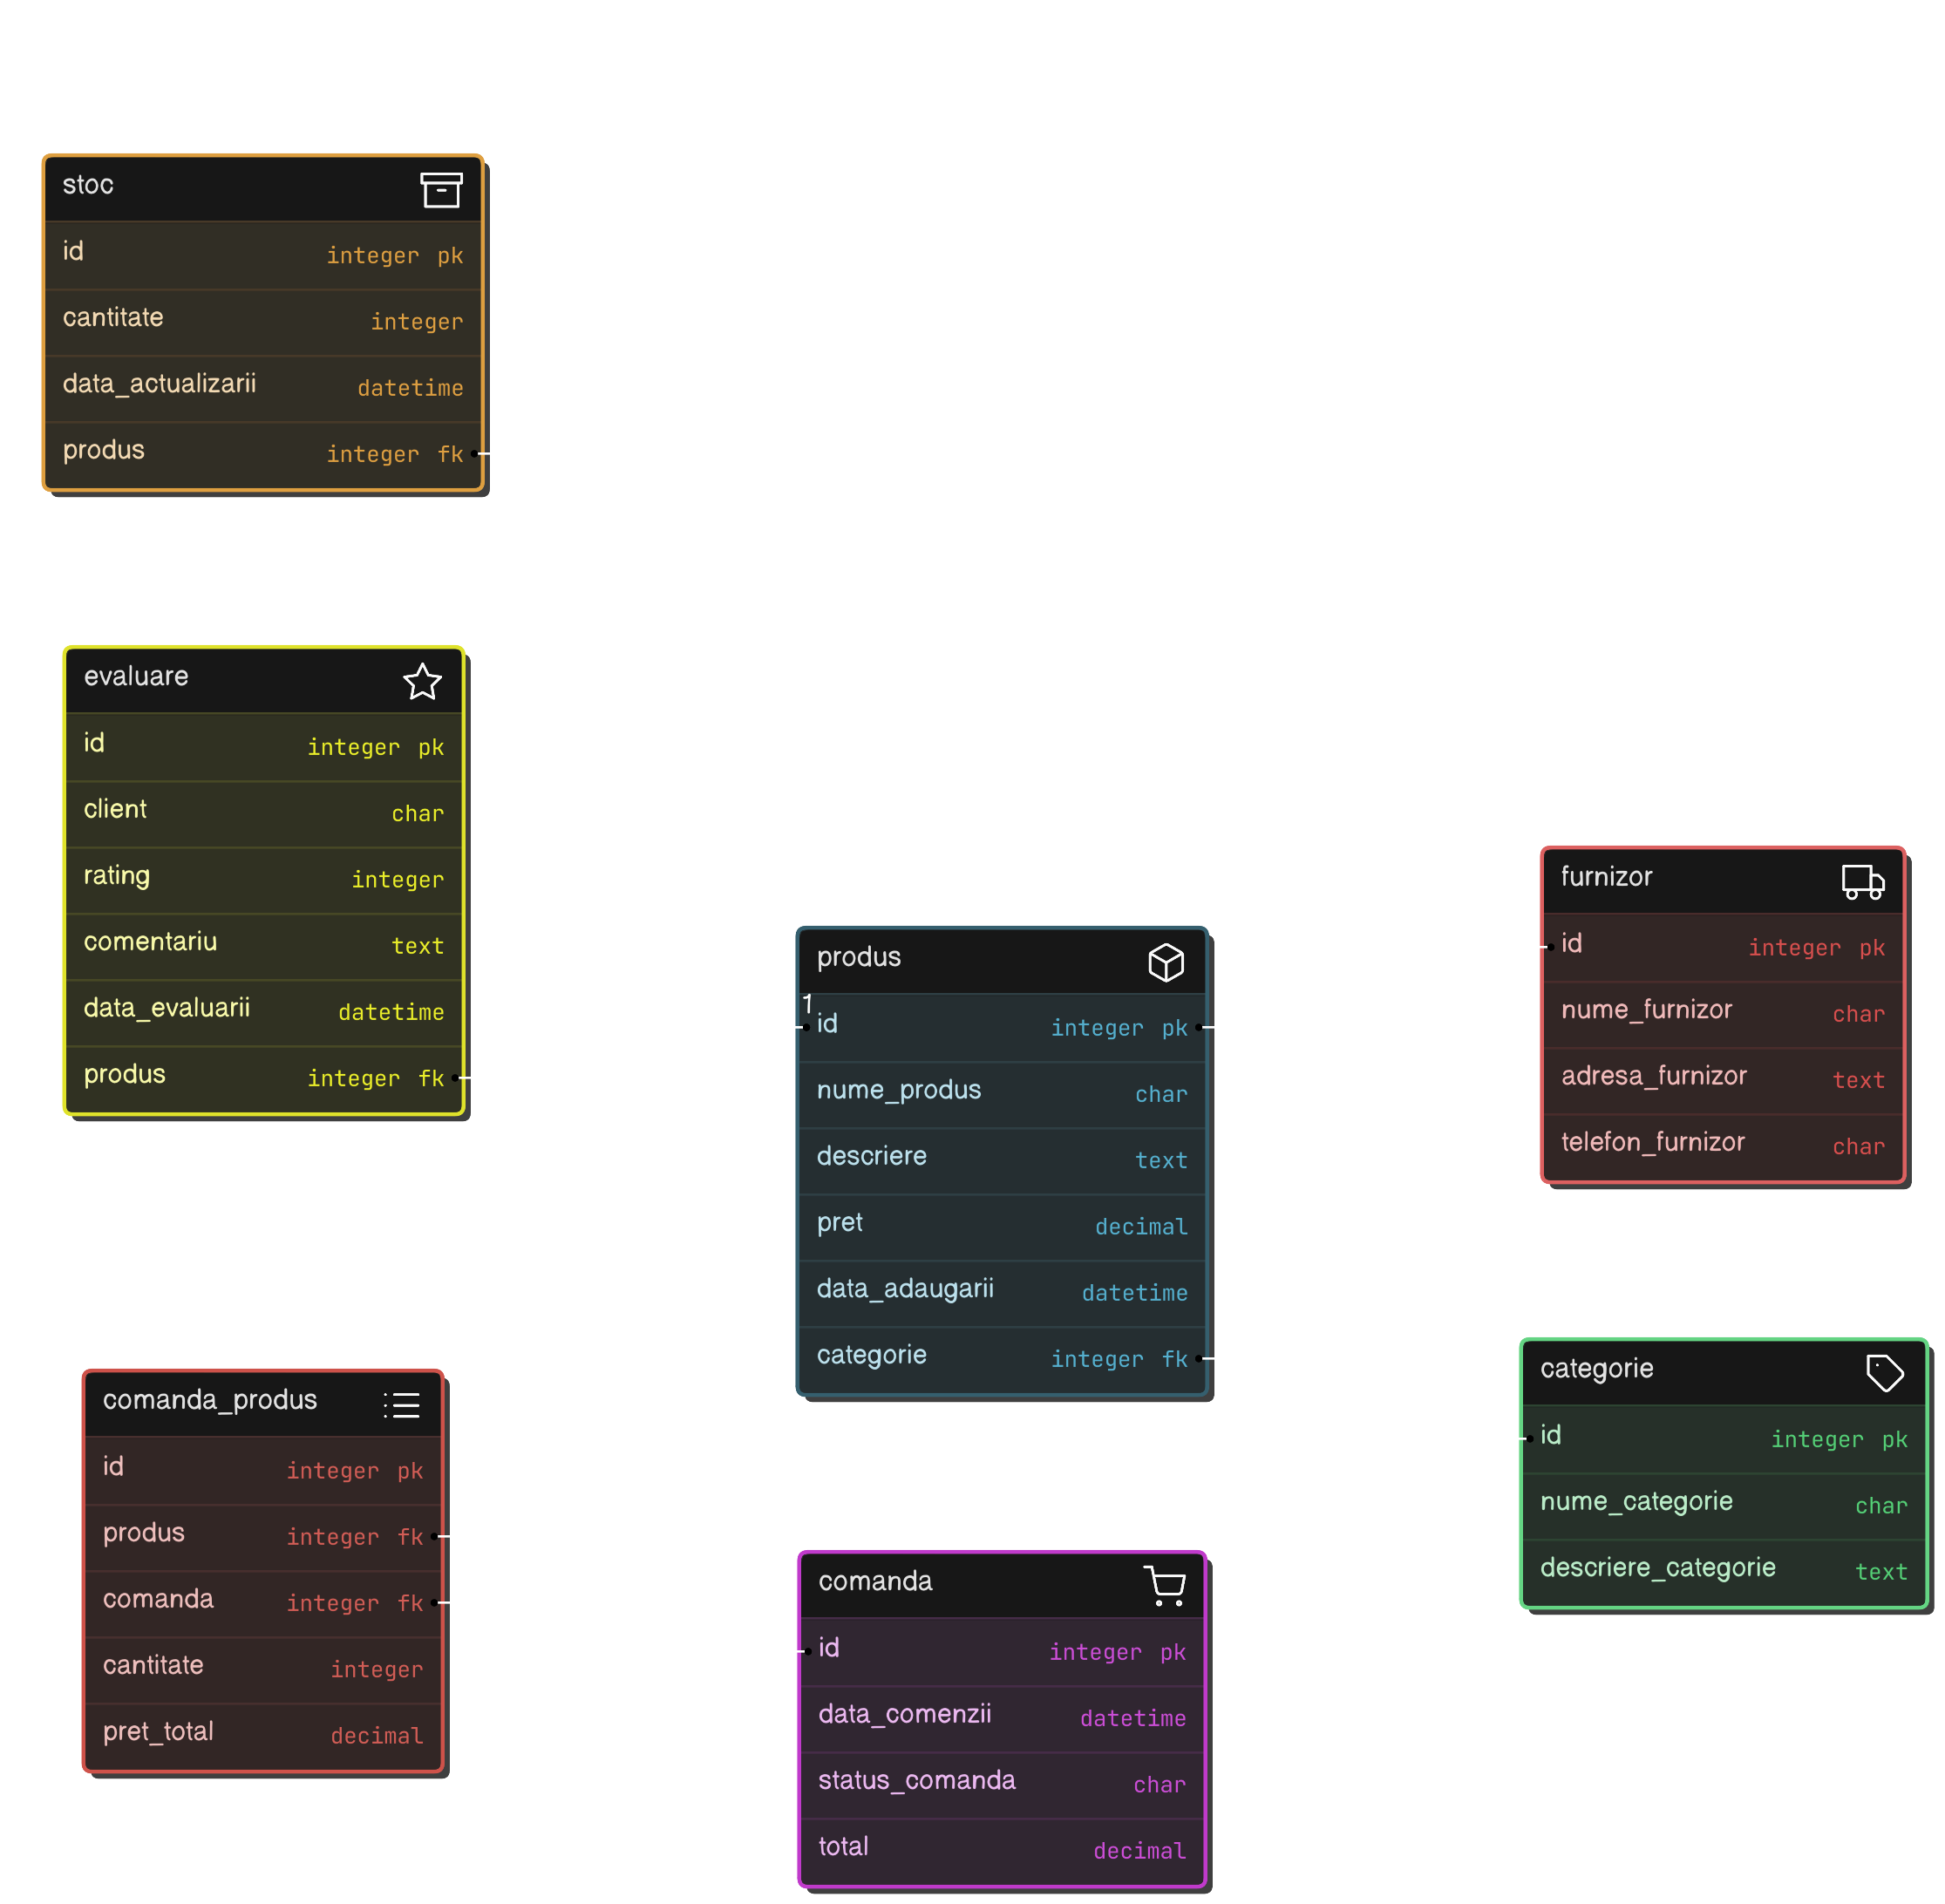 stoc
id integer pk
cantitate integer
data_actualizarii datetime
produs integer fk
evaluare
id integer pk
client char
rating integer
comentariu text
data_evaluarii datetime
produs integer fk
comanda_produs
id integer pk
produs integer fk
comanda integer fk
cantitate integer
pret_total decimal
produs
1
id integer pk
nume_produs char
descriere text
pret decimal
data_adaugarii datetime
categorie integer fk
comanda
id integer pk
data_comenzii datetime
status_comanda char
total decimal
furnizor
id integer pk
nume_furnizor char
adresa_furnizor text
telefon_furnizor char
categorie
id integer pk
nume_categorie char
descriere_categorie text